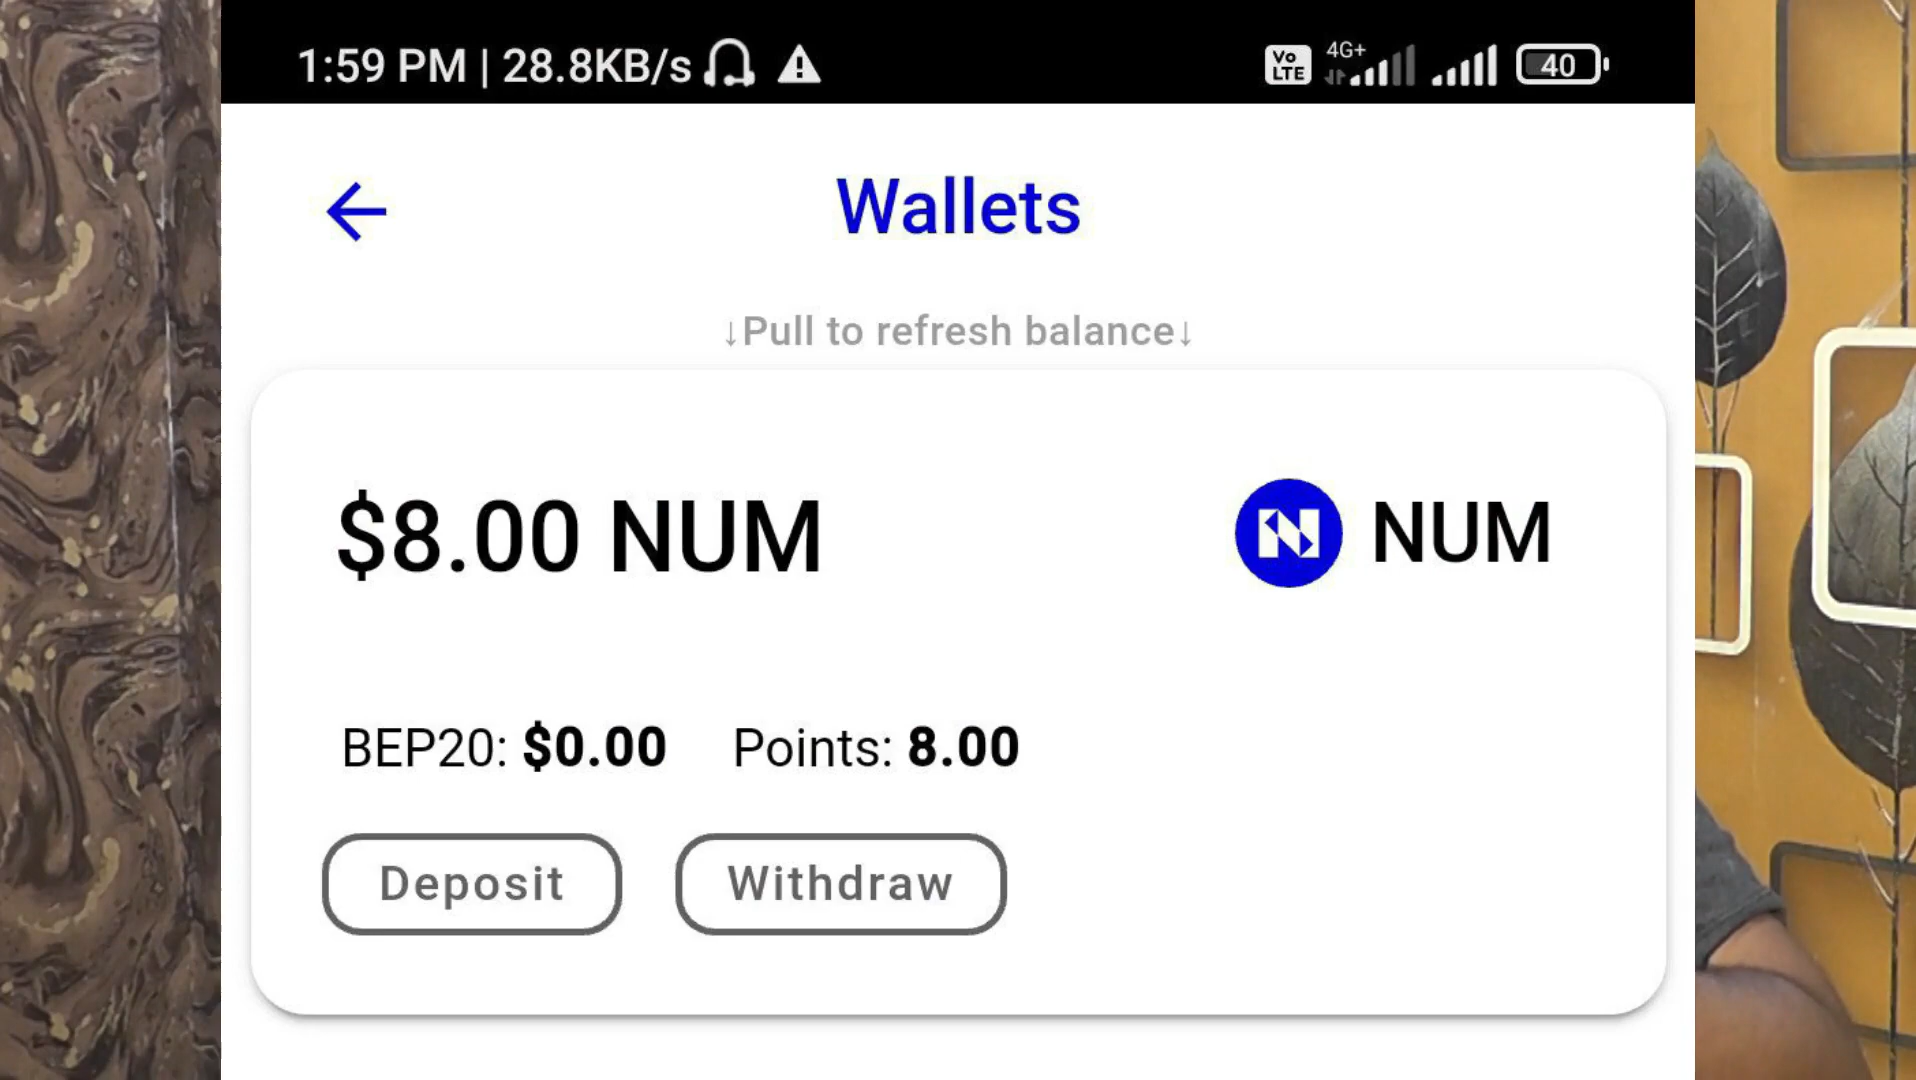 1:59 PM | 28.8KB/s Vo LTE 4G+ 40
Wallets
↓Pull to refresh balance↓
$8.00 NUM NUM
BEP20: $0.00 Points: 8.00
Deposit Withdraw